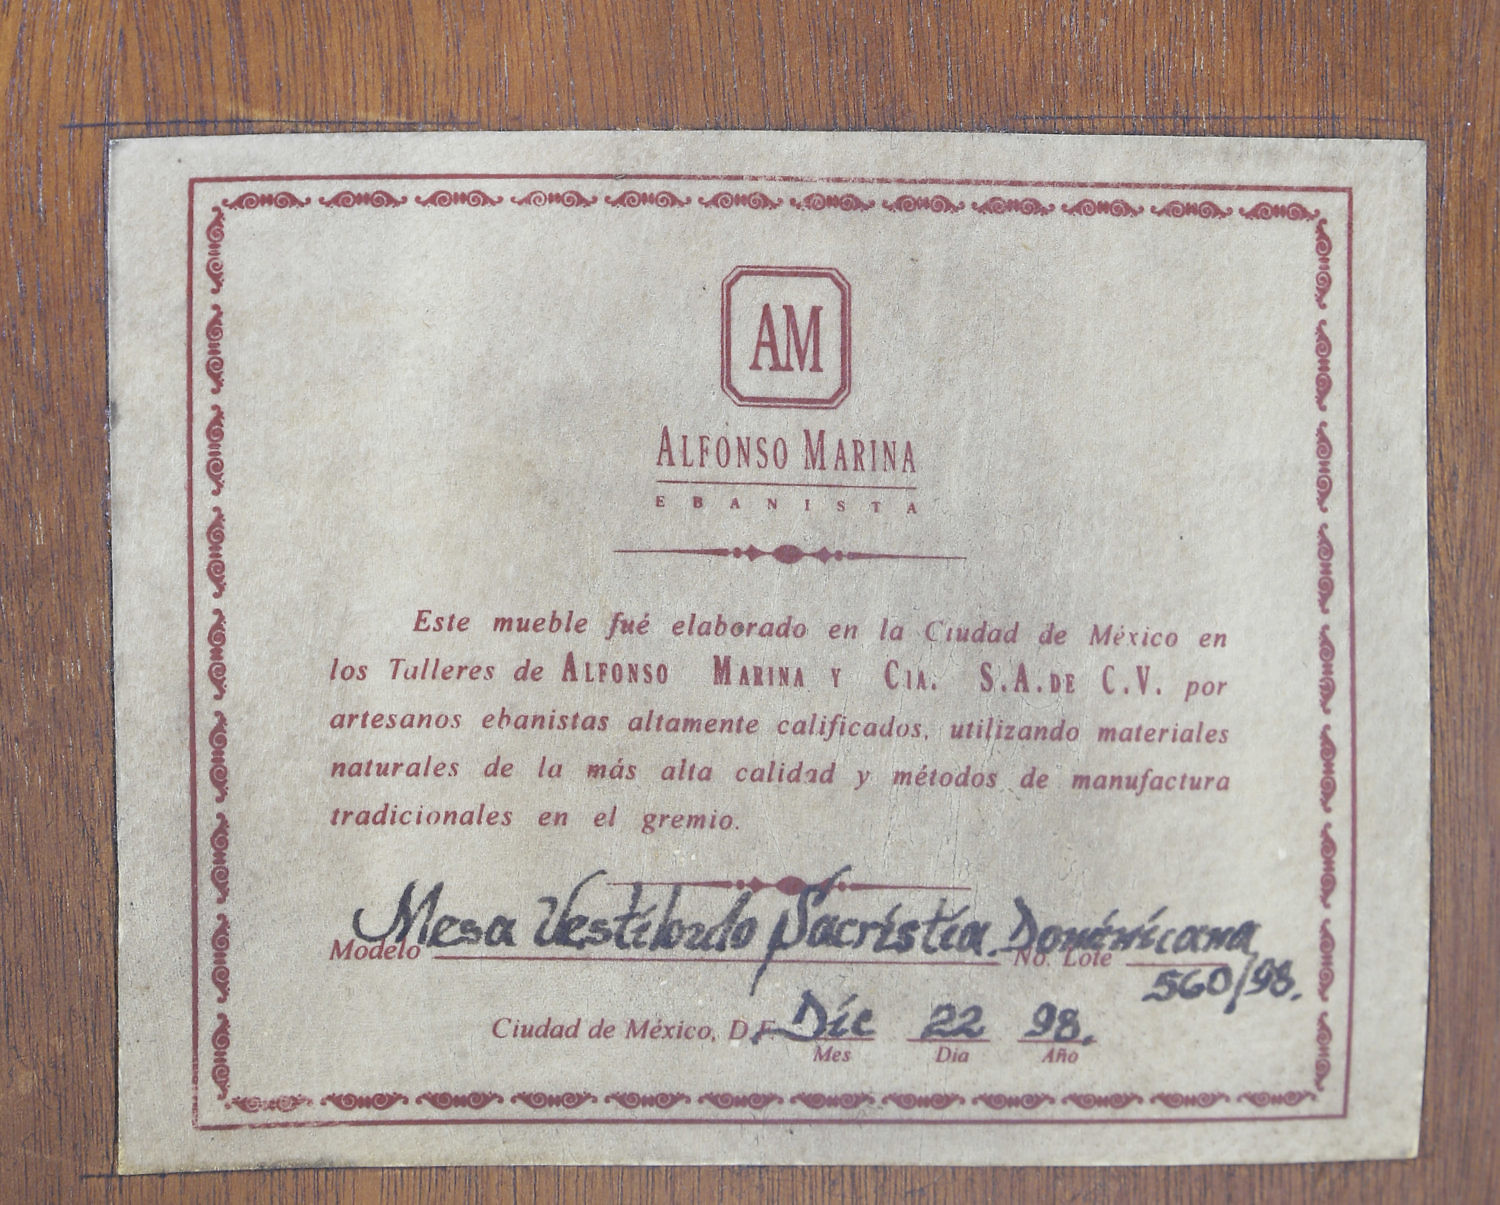 AM
ALFONSO MARINA
EBANISTA
Este mueble fué elaborado en la Ciudad de México en
los Talleres de ALFONSO MARINA Y CIA. S.A. DE C.V. por
artesanos ebanistas altamente calificados, utilizando materiales
naturales de la más alta calidad y métodos de manufactura
tradicionales en el gremio.
Modelo Mesa Vestíbulo Sacristía Dominicana
No. Lote 560/98.
Ciudad de México, D.F. Dic 22 98.
Mes Dia Año